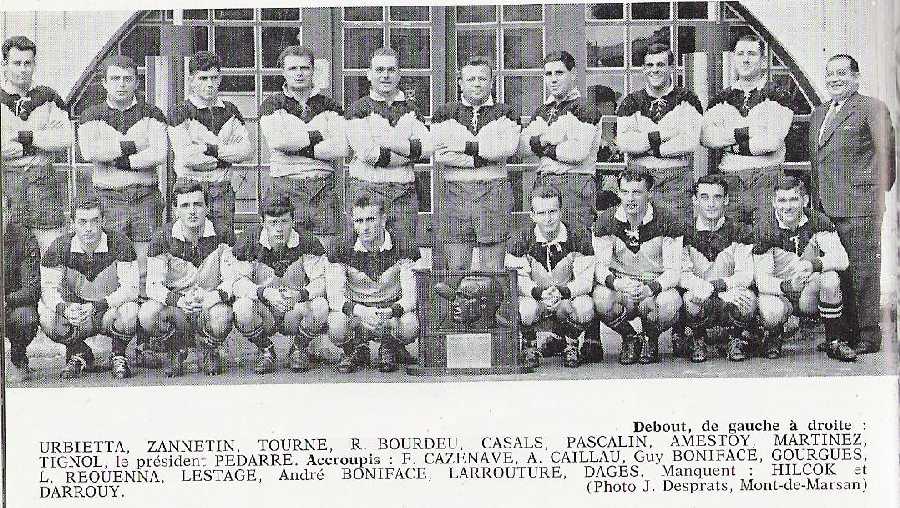 Debout, de gauche à droite :
URBIETTA, ZANNETIN, TOURNE, R. BOURDEU, CASALS, PASCALIN, AMESTOY, MARTINEZ,
TIGNOL, le président PEDARRE. Accroupis : F. CAZENAVE, A. CAILLAU, Guy BONIFACE, GOURGUES,
L. REQUENNA, LESTAGE, André BONIFACE, LARROUTURE, DAGES. Manquent : HILCOK et
DARROUY. (Photo J. Desprats, Mont-de-Marsan)